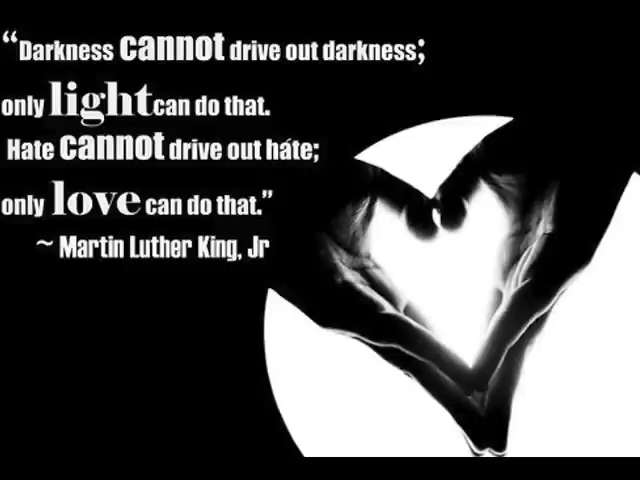 “Darkness cannot drive out darkness;
only light can do that.
Hate cannot drive out háte;
only love can do that.”
~ Martin Luther King, Jr